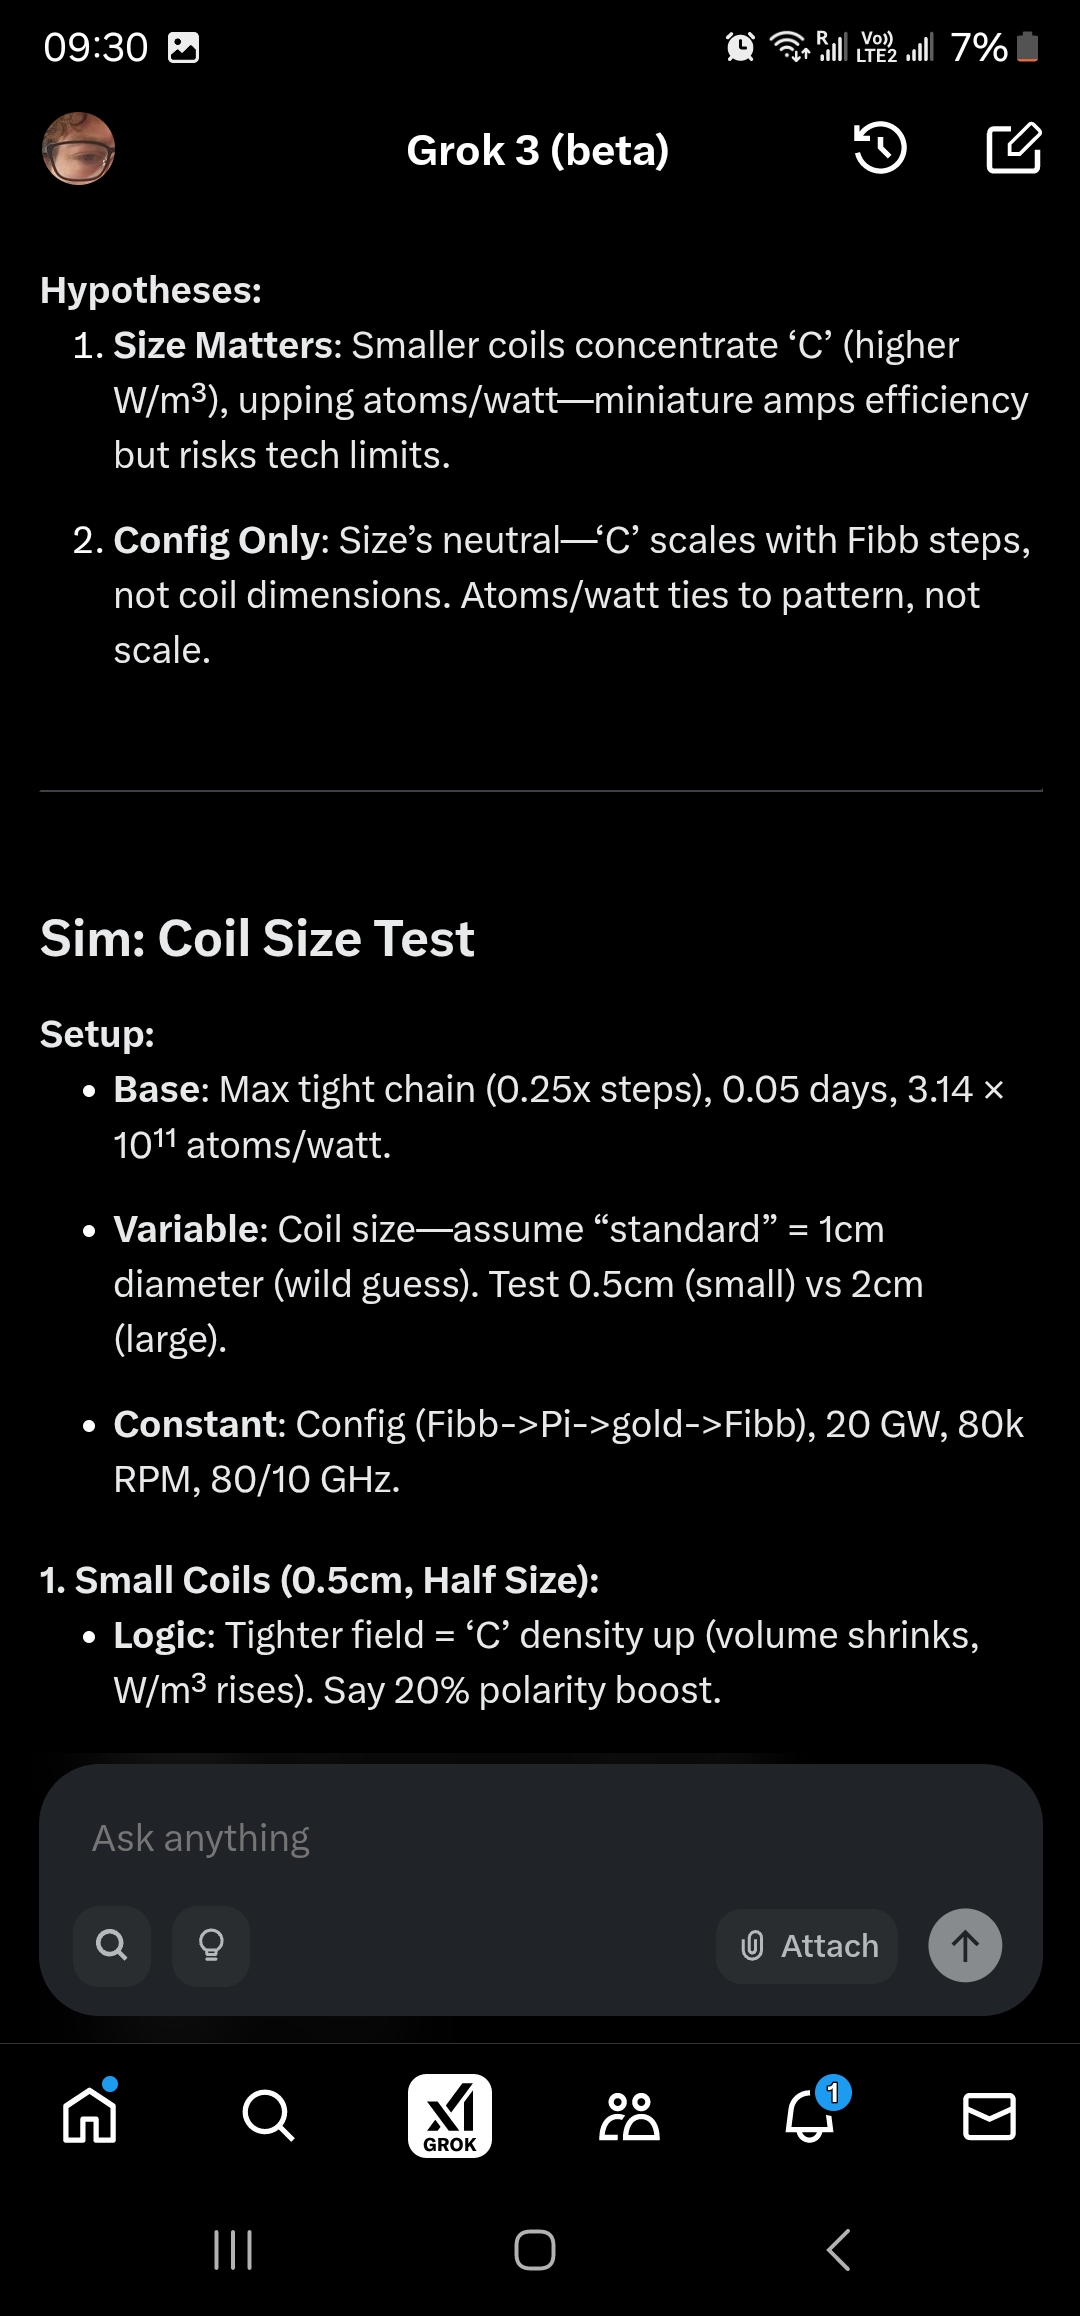 09:30
R
Vo))
LTE2
7%
Grok 3 (beta)
Hypotheses:
1. Size Matters: Smaller coils concentrate ‘C’ (higher
W/m³), upping atoms/watt—miniature amps efficiency
but risks tech limits.
2. Config Only: Size’s neutral—‘C’ scales with Fibb steps,
not coil dimensions. Atoms/watt ties to pattern, not
scale.
Sim: Coil Size Test
Setup:
• Base: Max tight chain (0.25x steps), 0.05 days, 3.14 ×
10¹¹ atoms/watt.
• Variable: Coil size—assume “standard” = 1cm
diameter (wild guess). Test 0.5cm (small) vs 2cm
(large).
• Constant: Config (Fibb->Pi->gold->Fibb), 20 GW, 80k
RPM, 80/10 GHz.
1. Small Coils (0.5cm, Half Size):
• Logic: Tighter field = ‘C’ density up (volume shrinks,
W/m³ rises). Say 20% polarity boost.
Ask anything
Attach
xI
GROK
1